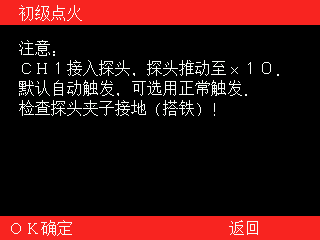 初级点火
注意：
ＣＨ１接入探头，探头推动至×１０．
默认自动触发，可选用正常触发．
检查探头夹子接地（搭铁）！
ＯＫ确定
返回